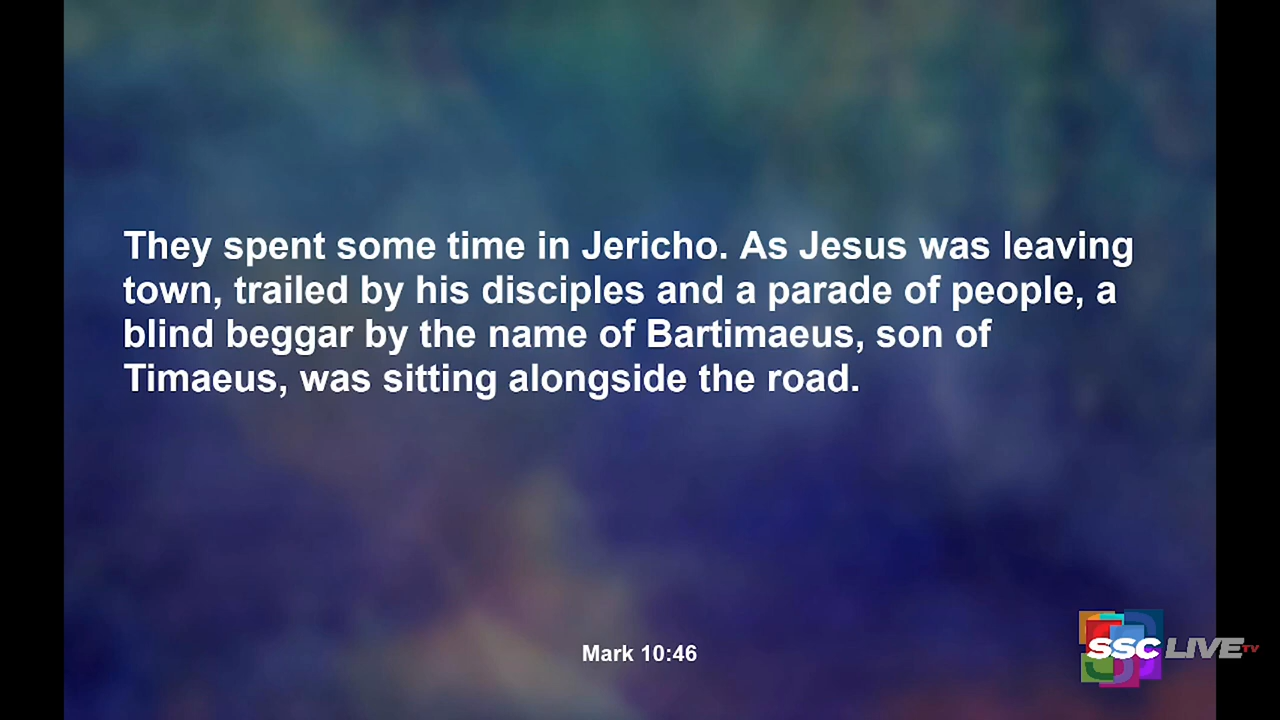 They spent some time in Jericho. As Jesus was leaving
town, trailed by his disciples and a parade of people, a
blind beggar by the name of Bartimaeus, son of
Timaeus, was sitting alongside the road.
Mark 10:46
SSC LIVE TV